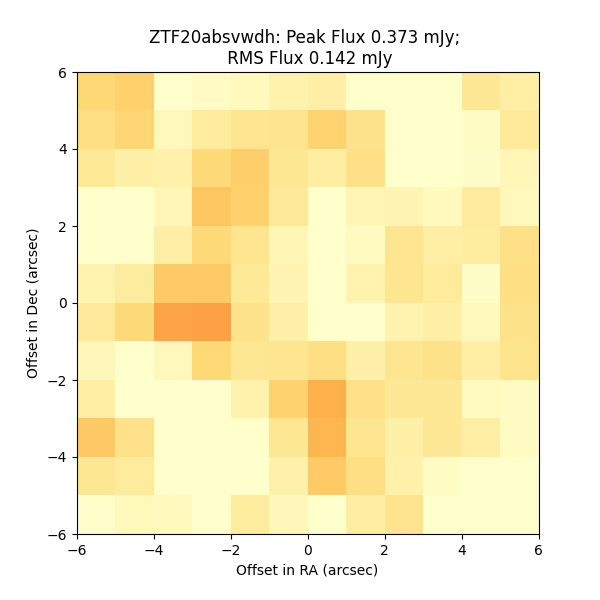 ZTF20absvwdh: Peak Flux 0.373 mJy;
RMS Flux 0.142 mJy
6
4
2
0
−2
−4
−6
Offset in Dec (arcsec)
−6 −4 −2 0 2 4 6
Offset in RA (arcsec)